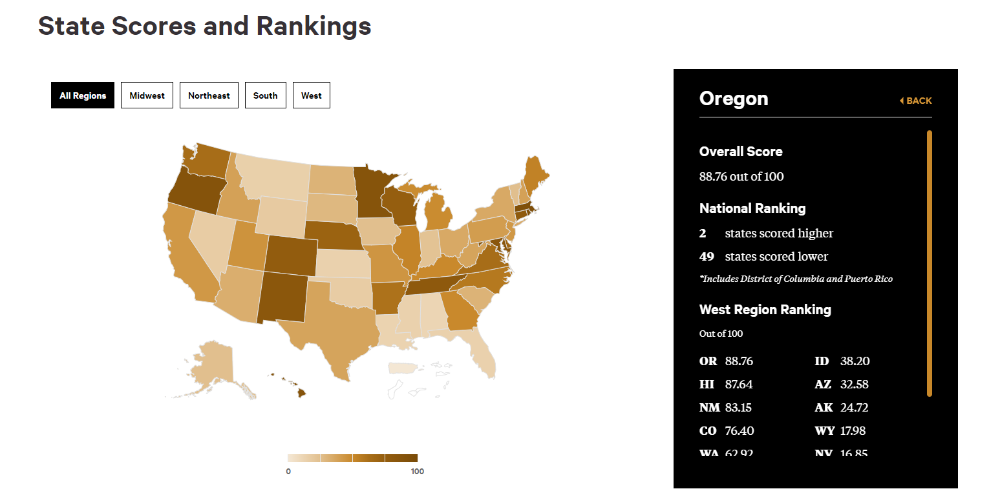 State Scores and Rankings
All Regions
Midwest
Northeast
South
West
0
100
Oregon
BACK
Overall Score
88.76 out of 100
National Ranking
2 states scored higher
49 states scored lower
*Includes District of Columbia and Puerto Rico
West Region Ranking
Out of 100
OR 88.76 ID 38.20
HI 87.64 AZ 32.58
NM 83.15 AK 24.72
CO 76.40 WY 17.98
WA 62.92 NV 16.85